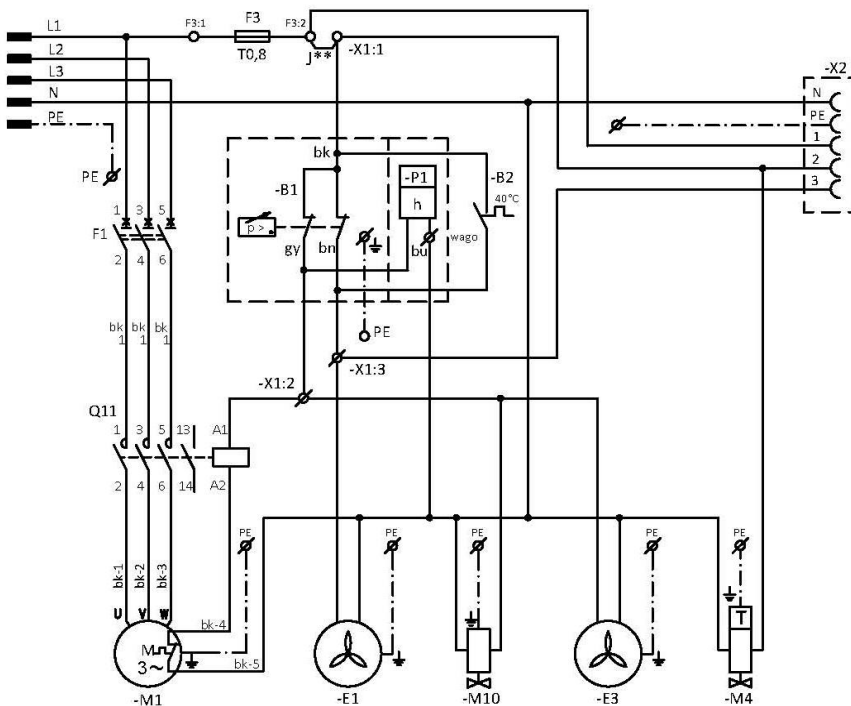 L1
L2
L3
N
PE
F3:1
F3
T0,8
F3:2
J**
-X1:1
-X2
N
PE
1
2
3
PE
bk
-B1
-P1
h
-B2
40°C
wago
p >.
gy
bn
bu
PE
1 3 5
F1
2 4 6
bk 1
bk 1
bk 1
-X1:3
-X1:2
Q11
1 3 5 13
A1
2 4 6 14
A2
PE
PE
PE
PE
PE
bk-1
bk-2
bk-3
U V W
bk-4
M
3~
bk-5
T
-M1
-E1
-M10
-E3
-M4